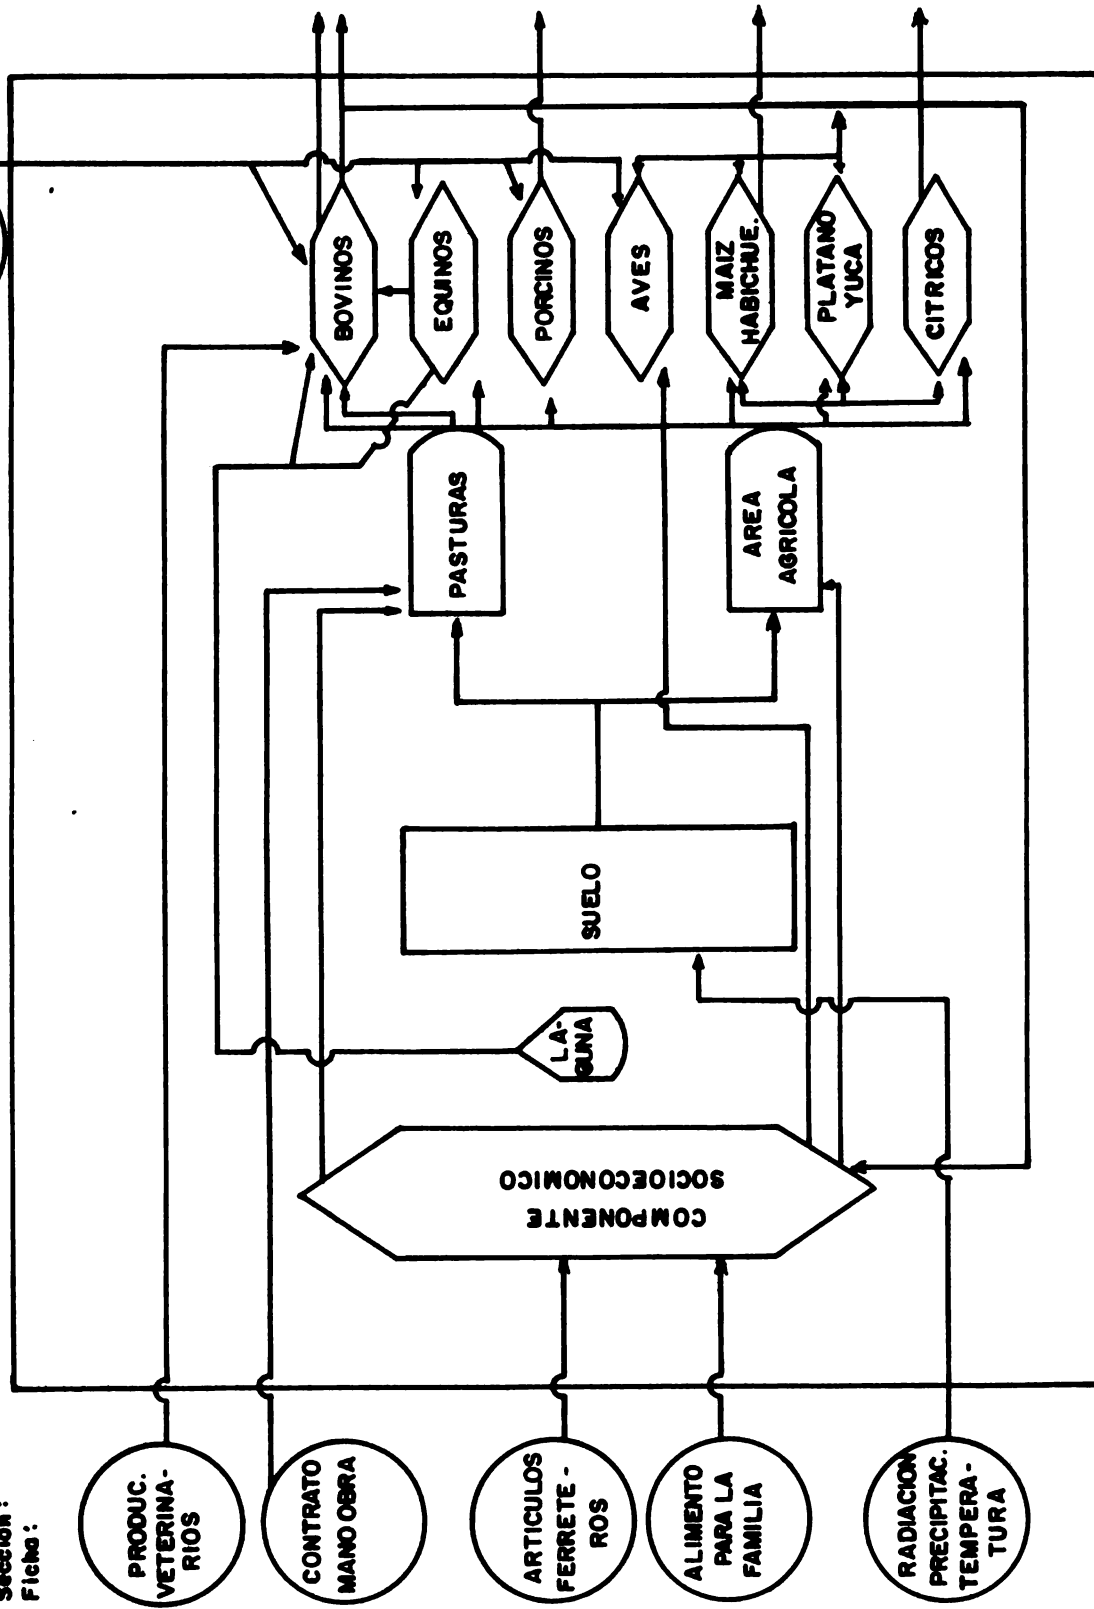 Seccion:
Ficha:
PRODUC.
VETERINA-
RIOS
CONTRATO
MANO OBRA
ARTICULOS
FERRETE-
ROS
ALIMENTO
PARA LA
FAMILIA
RADIACION
PRECIPITAC.
TEMPERA-
TURA
COMPONENTE
SOCIOECONOMICO
LA-
GUNA
SUELO
PASTURAS
AREA
AGRICOLA
BOVINOS
EQUINOS
PORCINOS
AVES
MAIZ
HABICHUE.
PLATANO
YUCA
CITRICOS